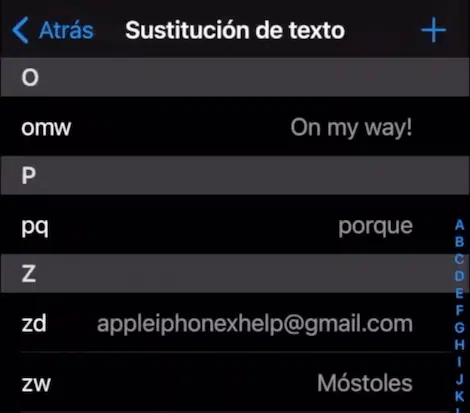 Atrás Sustitución de texto +
O
omw On my way!
P
pq porque
Z
zd appleiphonexhelp@gmail.com
zw Móstoles
A
B
C
D
E
F
G
H
I
J
K